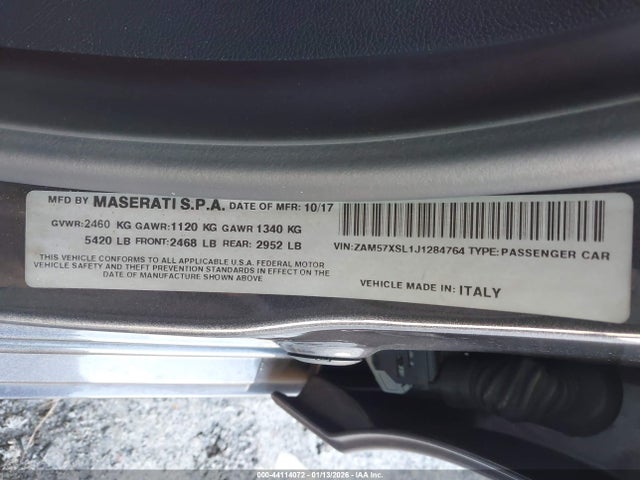 MFD BY MASERATI S.P.A. DATE OF MFR: 10/17
GVWR:2460 KG GAWR:1120 KG GAWR 1340 KG
5420 LB FRONT:2468 LB REAR: 2952 LB
THIS VEHICLE CONFORMS TO ALL APPLICABLE U.S.A. FEDERAL MOTOR
VEHICLE SAFETY AND THEFT PREVENTION STANDARDS IN EFFECT ON THE
DATE OF MANUFACTURE SHOWN ABOVE
VIN:ZAM57XSL1J1284764 TYPE:PASSENGER CAR
VEHICLE MADE IN: ITALY
000-44114072 - 01/13/2026 - IAA Inc.